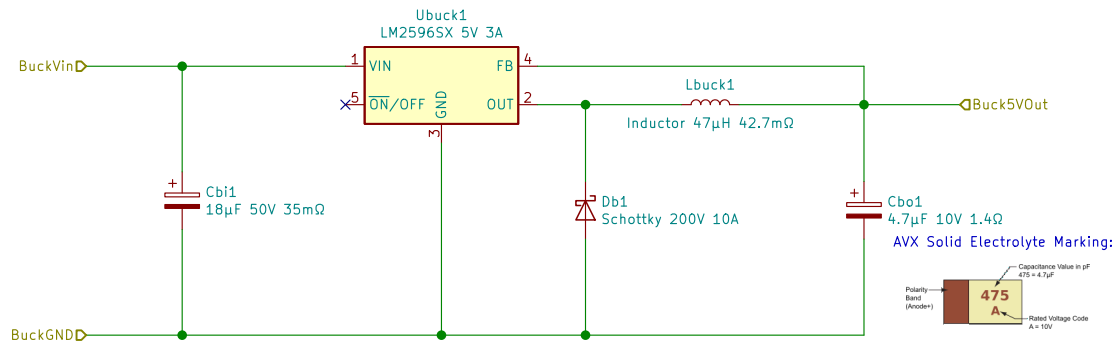 Ubuck1
LM2596SX 5V 3A
BuckVin
1
VIN
FB
4
5
ON/OFF
GND
OUT
2
3
Lbuck1
Inductor 47µH 42.7mΩ
Buck5VOut
Cbi1
18µF 50V 35mΩ
Db1
Schottky 200V 10A
Cbo1
4.7µF 10V 1.4Ω
AVX Solid Electrolyte Marking:
Capacitance Value in pF
475 = 4.7µF
Polarity
Band
(Anode+)
475
A
Rated Voltage Code
A = 10V
BuckGND